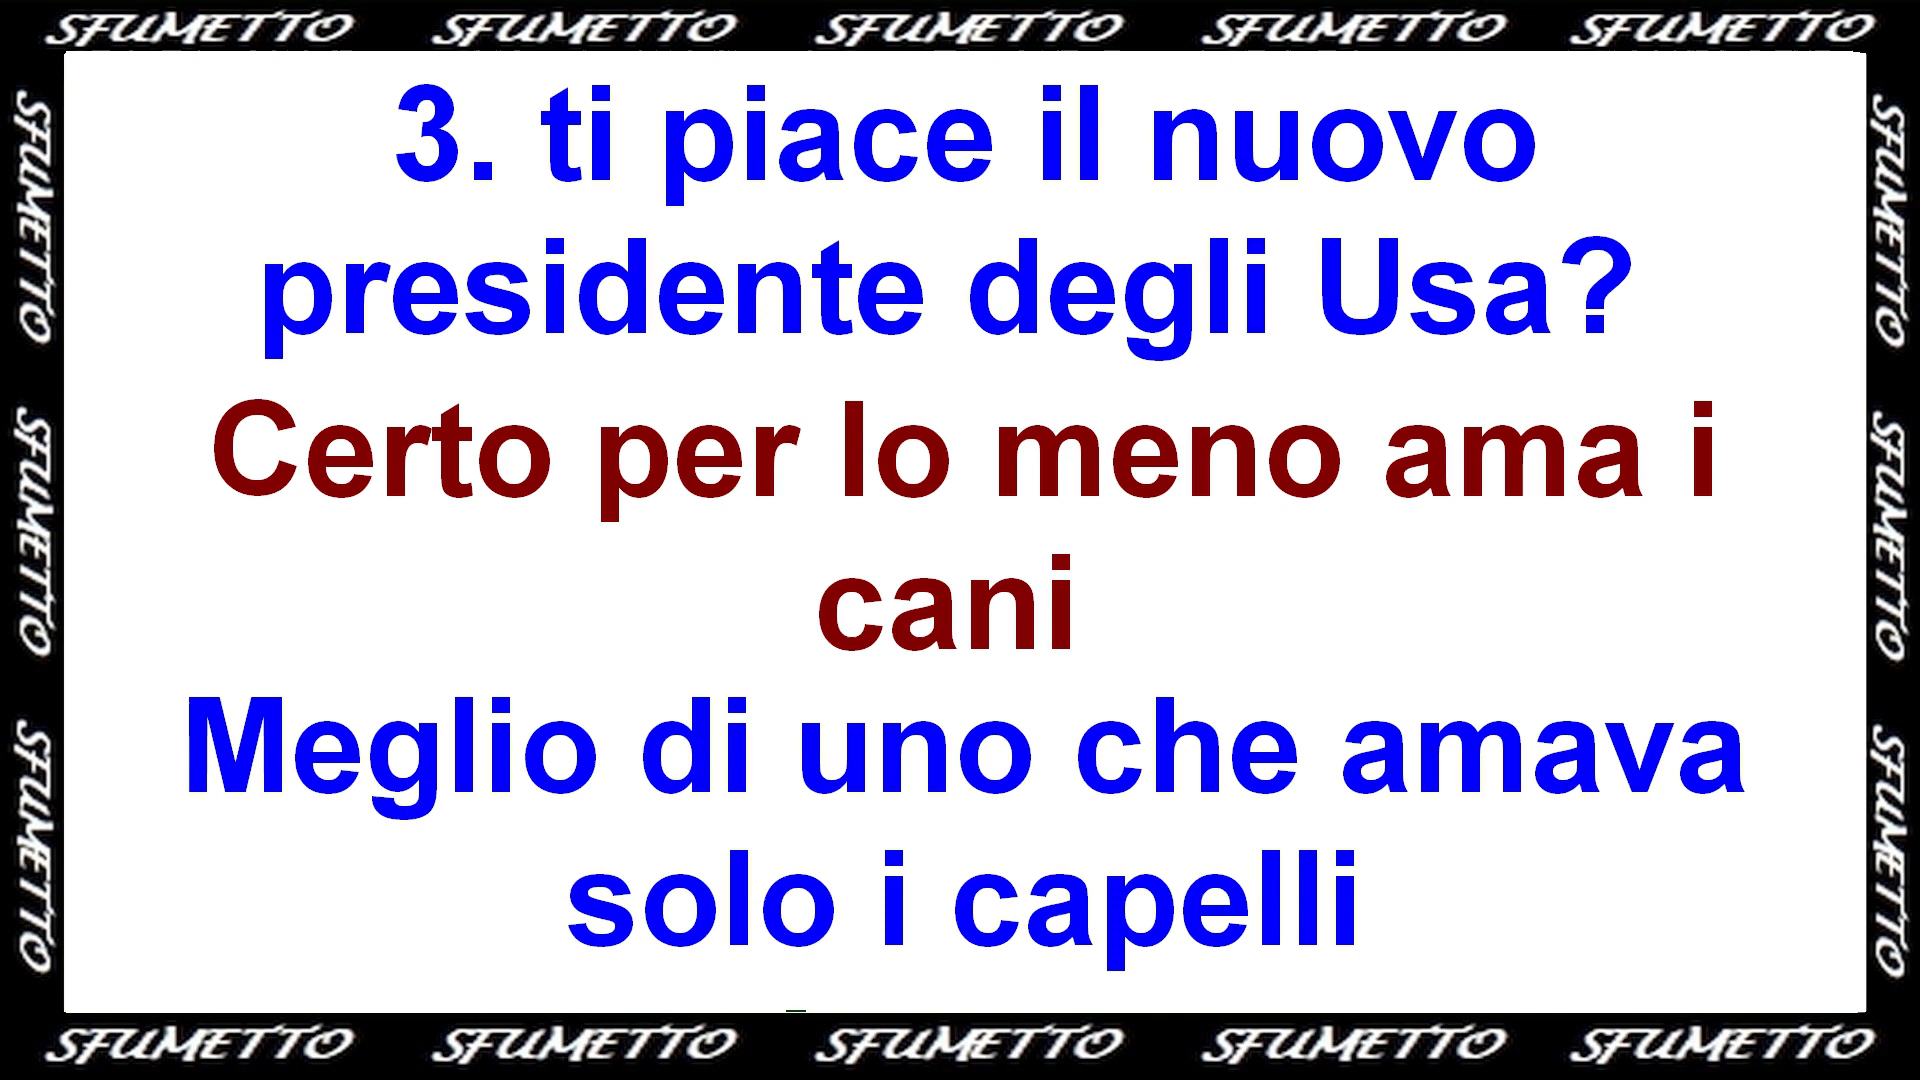 SFUMETTO SFUMETTO SFUMETTO SFUMETTO SFUMETTO
SFUMETTO
SFUMETTO
SFUMETTO
3. ti piace il nuovo
presidente degli Usa?
Certo per lo meno ama i
cani
Meglio di uno che amava
solo i capelli
SFUMETTO
SFUMETTO
SFUMETTO
SFUMETTO SFUMETTO SFUMETTO SFUMETTO SFUMETTO